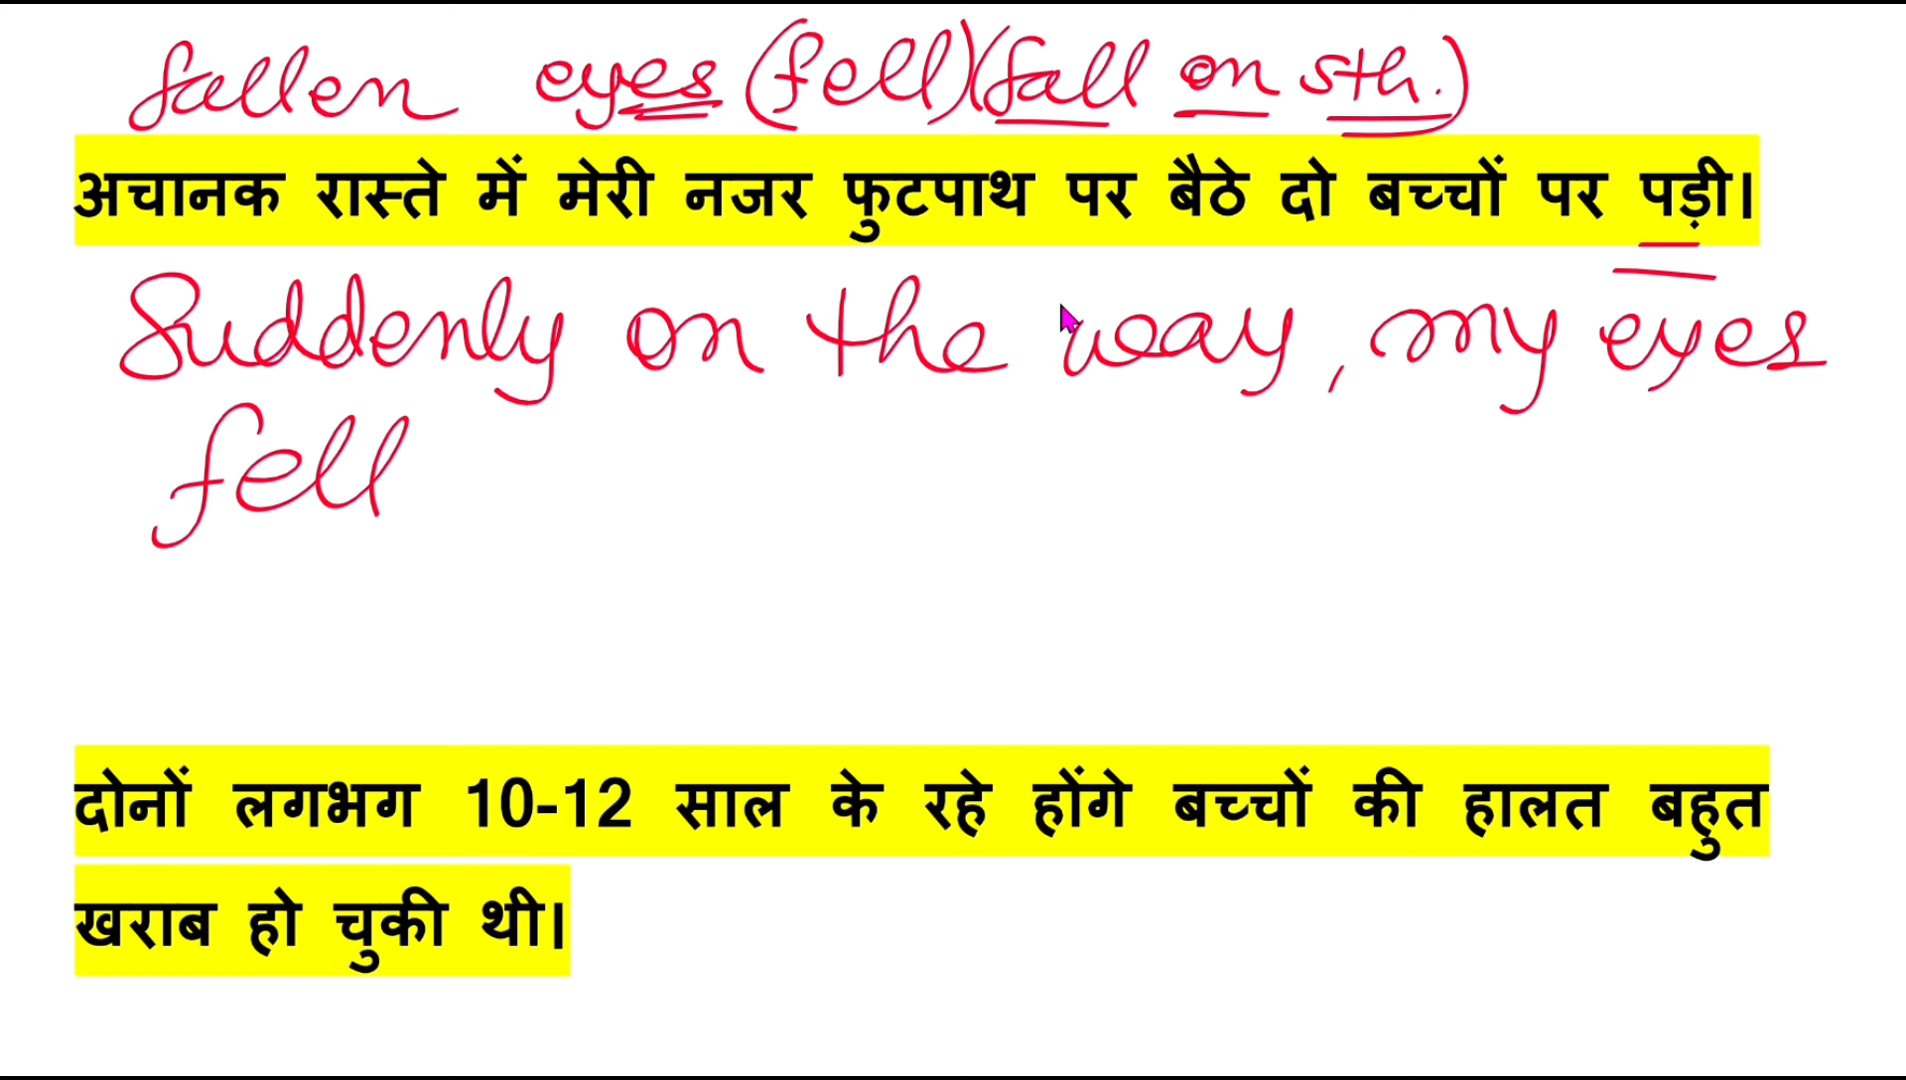 fallen eyes (fell)(fall on sth.)
अचानक रास्ते में मेरी नजर फुटपाथ पर बैठे दो बच्चों पर पड़ी।
Suddenly on the way, my eyes
fell
दोनों लगभग 10-12 साल के रहे होंगे बच्चों की हालत बहुत
खराब हो चुकी थी।